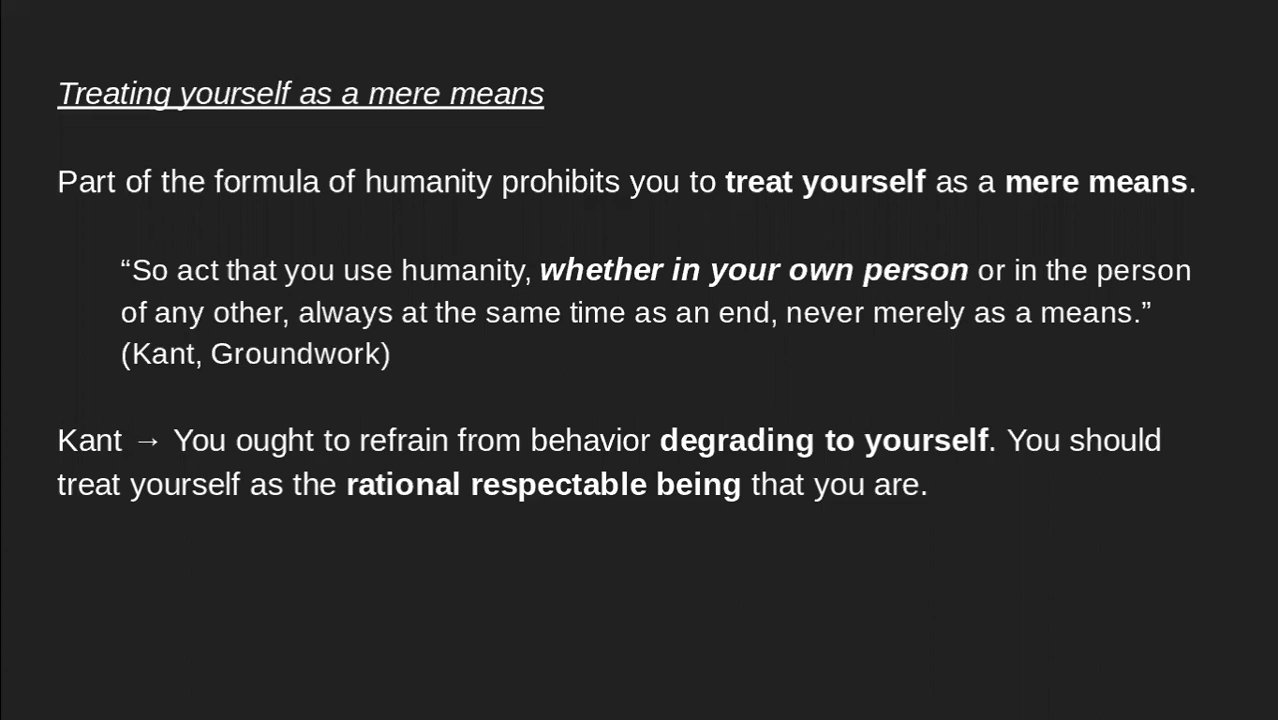 Treating yourself as a mere means
Part of the formula of humanity prohibits you to treat yourself as a mere means.
“So act that you use humanity, whether in your own person or in the person
of any other, always at the same time as an end, never merely as a means.”
(Kant, Groundwork)
Kant → You ought to refrain from behavior degrading to yourself. You should
treat yourself as the rational respectable being that you are.